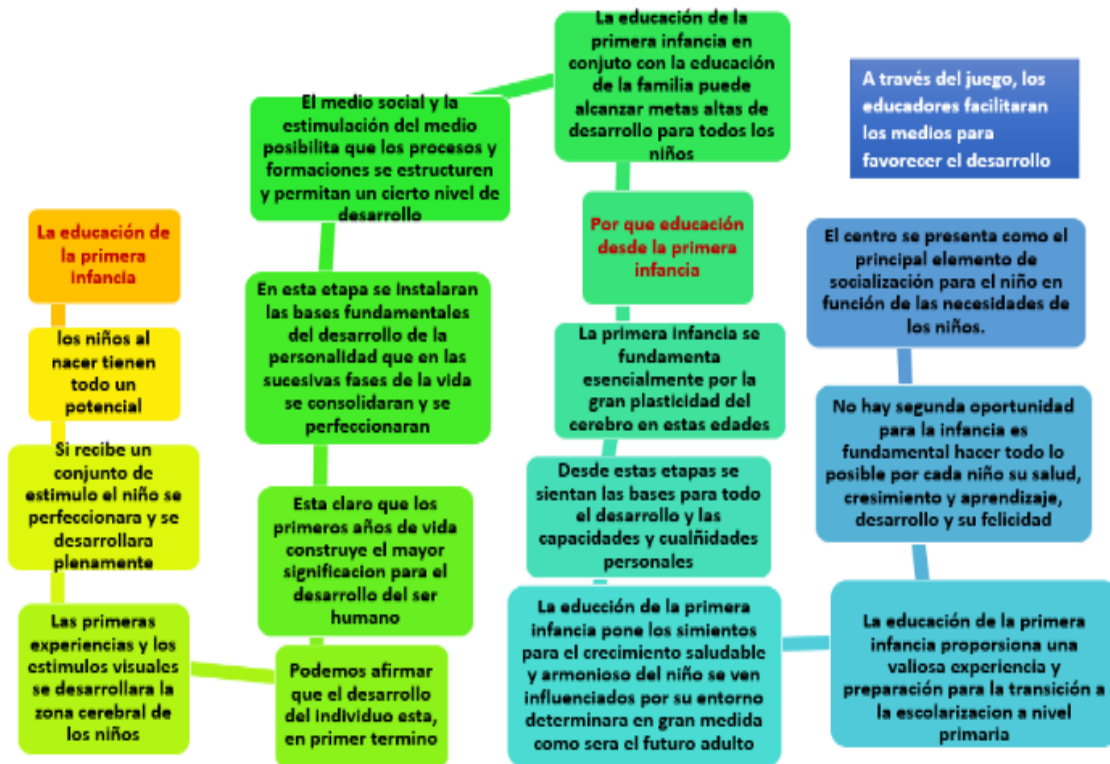 La educación de
la primera
infancia
los niños al
nacer tienen
todo un
potencial
Si recibe un
conjunto de
estimulo el niño se
perfeccionara y se
desarrollara
plenamente
Las primeras
experiencias y los
estimulos visuales
se desarrollara la
zona cerebral de
los niños
Podemos afirmar
que el desarrollo
del individuo esta,
en primer termino
Esta claro que los
primeros años de vida
construye el mayor
significacion para el
desarrollo del ser
humano
En esta etapa se instalaran
las bases fundamentales
del desarrollo de la
personalidad que en las
sucesivas fases de la vida
se consolidaran y se
perfeccionaran
El medio social y la
estimulación del medio
posibilita que los procesos y
formaciones se estructuren
y permitan un cierto nivel de
desarrollo
La educación de la
primera infancia en
conjuto con la educación
de la familia puede
alcanzar metas altas de
desarrollo para todos los
niños
Por que educación
desde la primera
infancia
La primera infancia se
fundamenta
esencialmente por la
gran plasticidad del
cerebro en estas edades
Desde estas etapas se
sientan las bases para todo
el desarrollo y las
capacidades y cualñidades
personales
La educción de la primera
infancia pone los simientos
para el crecimiento saludable
y armonioso del niño se ven
influenciados por su entorno
determinara en gran medida
como sera el futuro adulto
La educación de la primera
infancia proporsiona una
valiosa experiencia y
preparación para la transición a
la escolarizacion a nivel
primaria
No hay segunda oportunidad
para la infancia es
fundamental hacer todo lo
posible por cada niño su salud,
cresimiento y aprendizaje,
desarrollo y su felicidad
El centro se presenta como el
principal elemento de
socialización para el niño en
función de las necesidades de
los niños.
A través del juego, los
educadores facilitaran
los medios para
favorecer el desarrollo